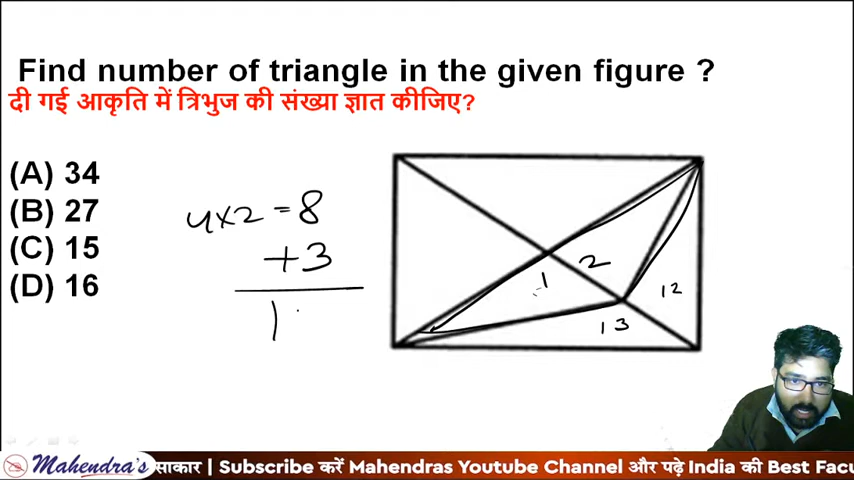 Find number of triangle in the given figure ?
दी गई आकृति में त्रिभुज की संख्या ज्ञात कीजिए?
(A) 34
(B) 27
(C) 15
(D) 16
4x2 = 8
+3
1
1
2
12
13
Mahendra's साकार | Subscribe करें Mahendras Youtube Channel और पढ़े India की Best Facu